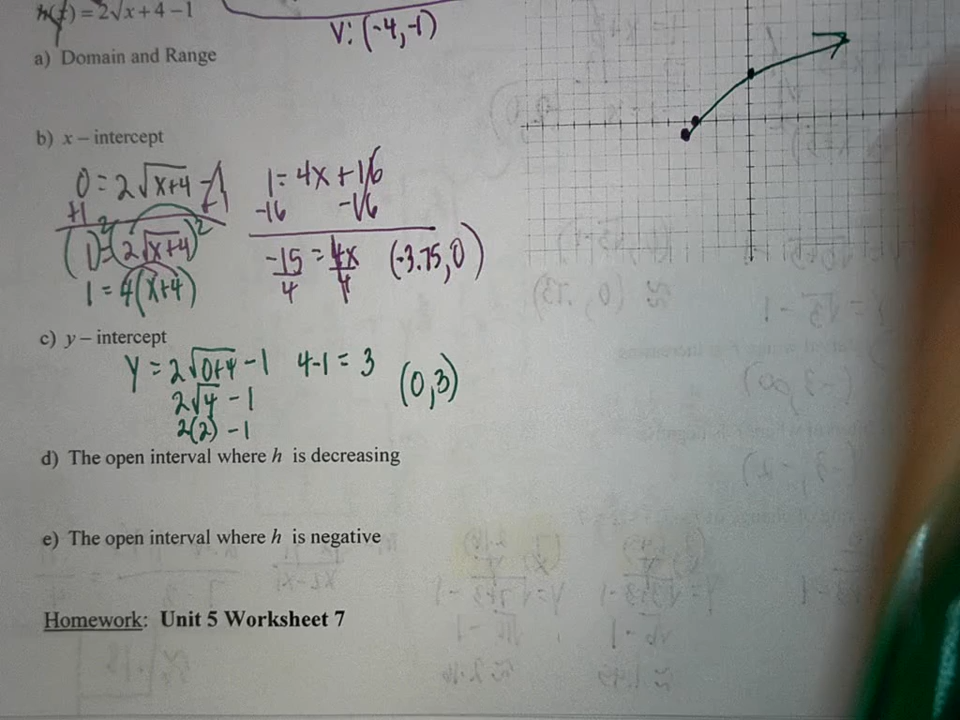 h(x) = 2√x+4 −1
V: (-4,-1)
a) Domain and Range
b) x – intercept
0 = 2√x+4 -1
+1
(1)² = (2√x+4)²
1 = 4(x+4)
1 = 4x + 16
-16 -16
-15 = 4x (-3.75,0)
4 4
c) y – intercept
y = 2√0+4 -1 4-1 = 3 (0,3)
2√4 -1
2(2) -1
d) The open interval where h is decreasing
e) The open interval where h is negative
Homework: Unit 5 Worksheet 7